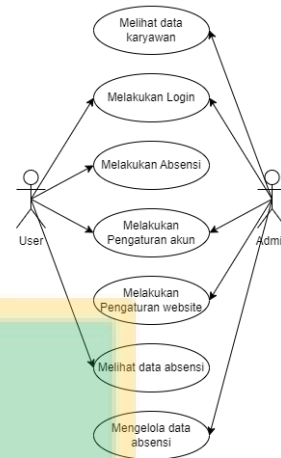 Melihat data
karyawan
Melakukan Login
Melakukan Absensi
User
Admi
Melakukan
Pengaturan akun
Melakukan
Pengaturan website
Melihat data absensi
Mengelola data
absensi